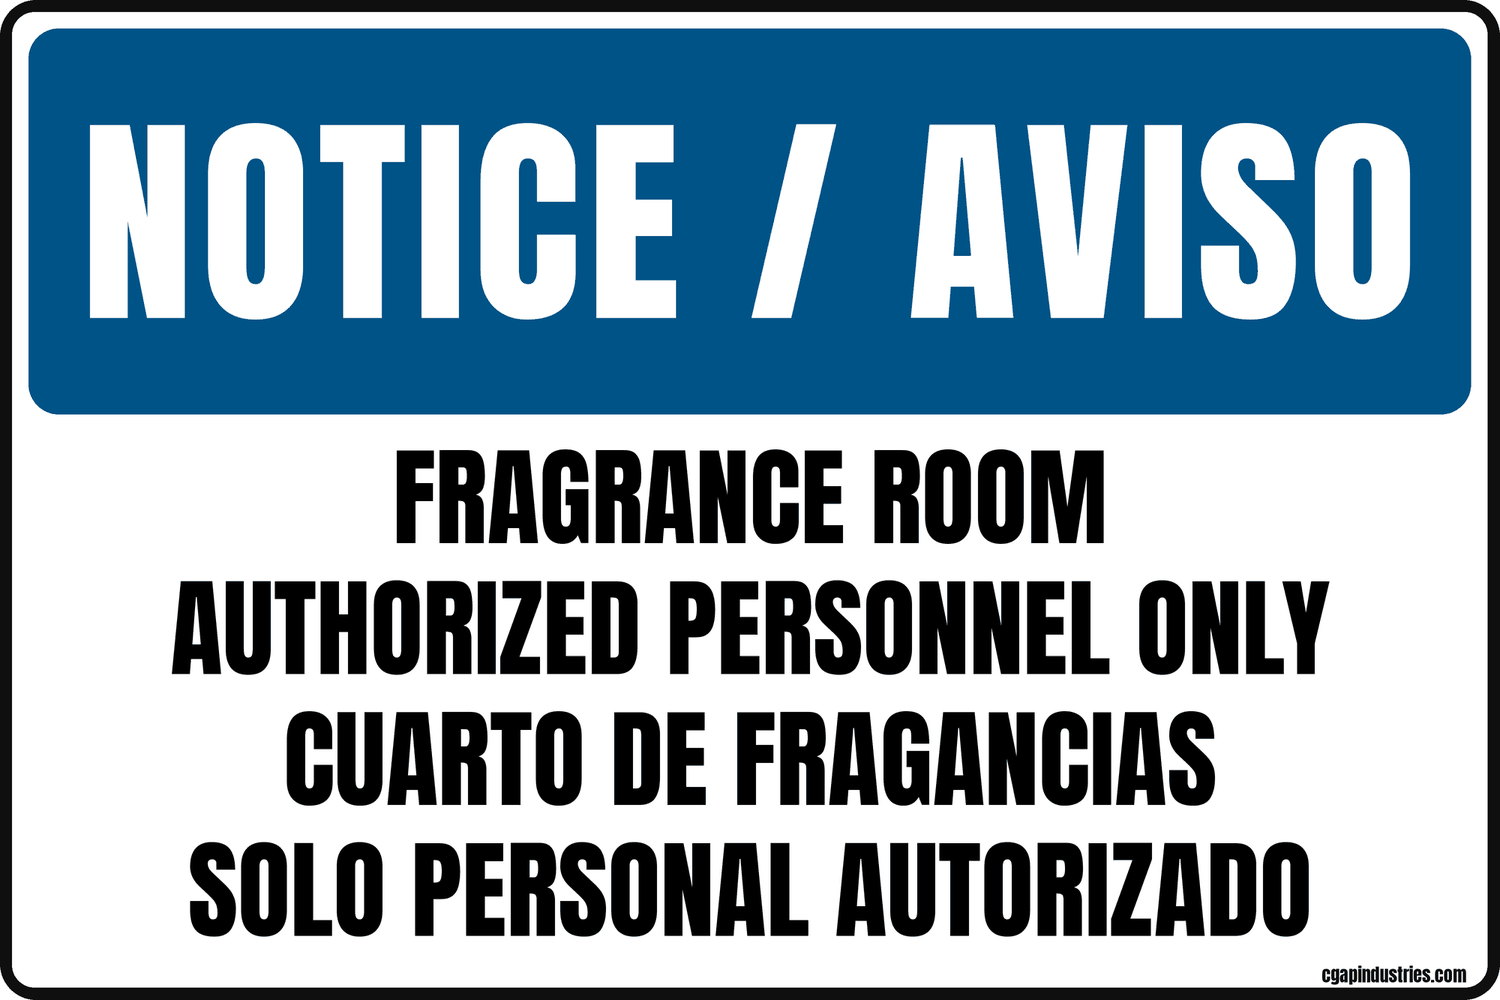 NOTICE / AVISO
FRAGRANCE ROOM
AUTHORIZED PERSONNEL ONLY
CUARTO DE FRAGANCIAS
SOLO PERSONAL AUTORIZADO
cgapindustries.com